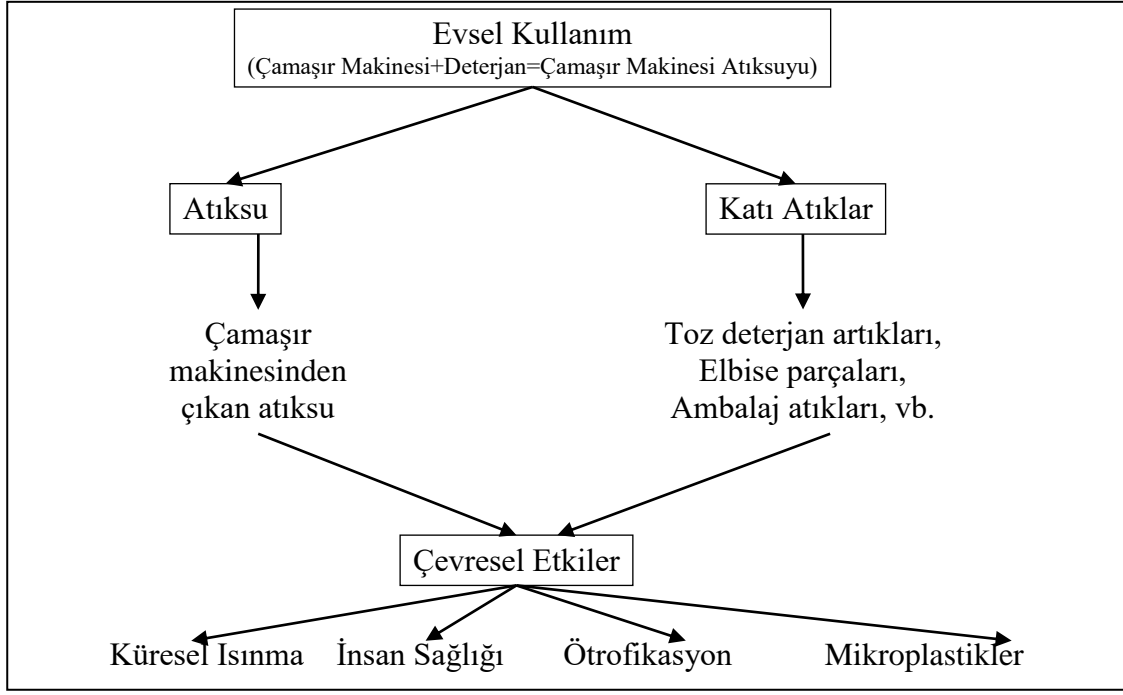 Evsel Kullanım
(Çamaşır Makinesi+Deterjan=Çamaşır Makinesi Atıksuyu)
Atıksu
Katı Atıklar
Çamaşır
makinesinden
çıkan atıksu
Toz deterjan artıkları,
Elbise parçaları,
Ambalaj atıkları, vb.
Çevresel Etkiler
Küresel Isınma
İnsan Sağlığı
Ötrofikasyon
Mikroplastikler